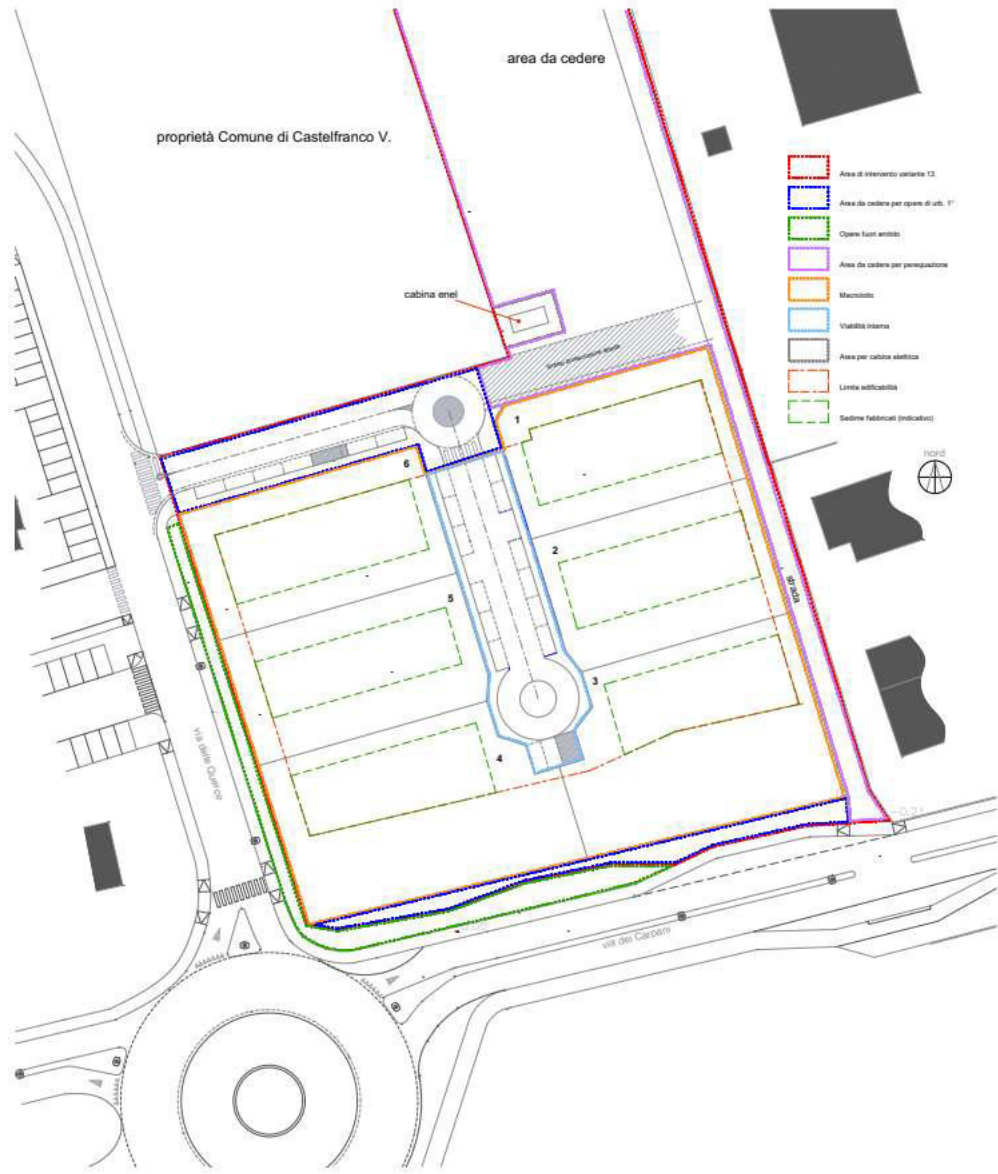 area da cedere
proprietà Comune di Castelfranco V.
Area di intervento variante 13
Area da cedere per opere di urb. 1°
Opere fuori ambito
Area da cedere per perequazione
Macrolotto
Viabilità interna
Area per cabina elettrica
Limite edificabilità
Sedime fabbricati (indicativo)
cabina enel
nord
1
6
2
5
strada
3
4
via delle Querce
-0.21
via dei Carpani